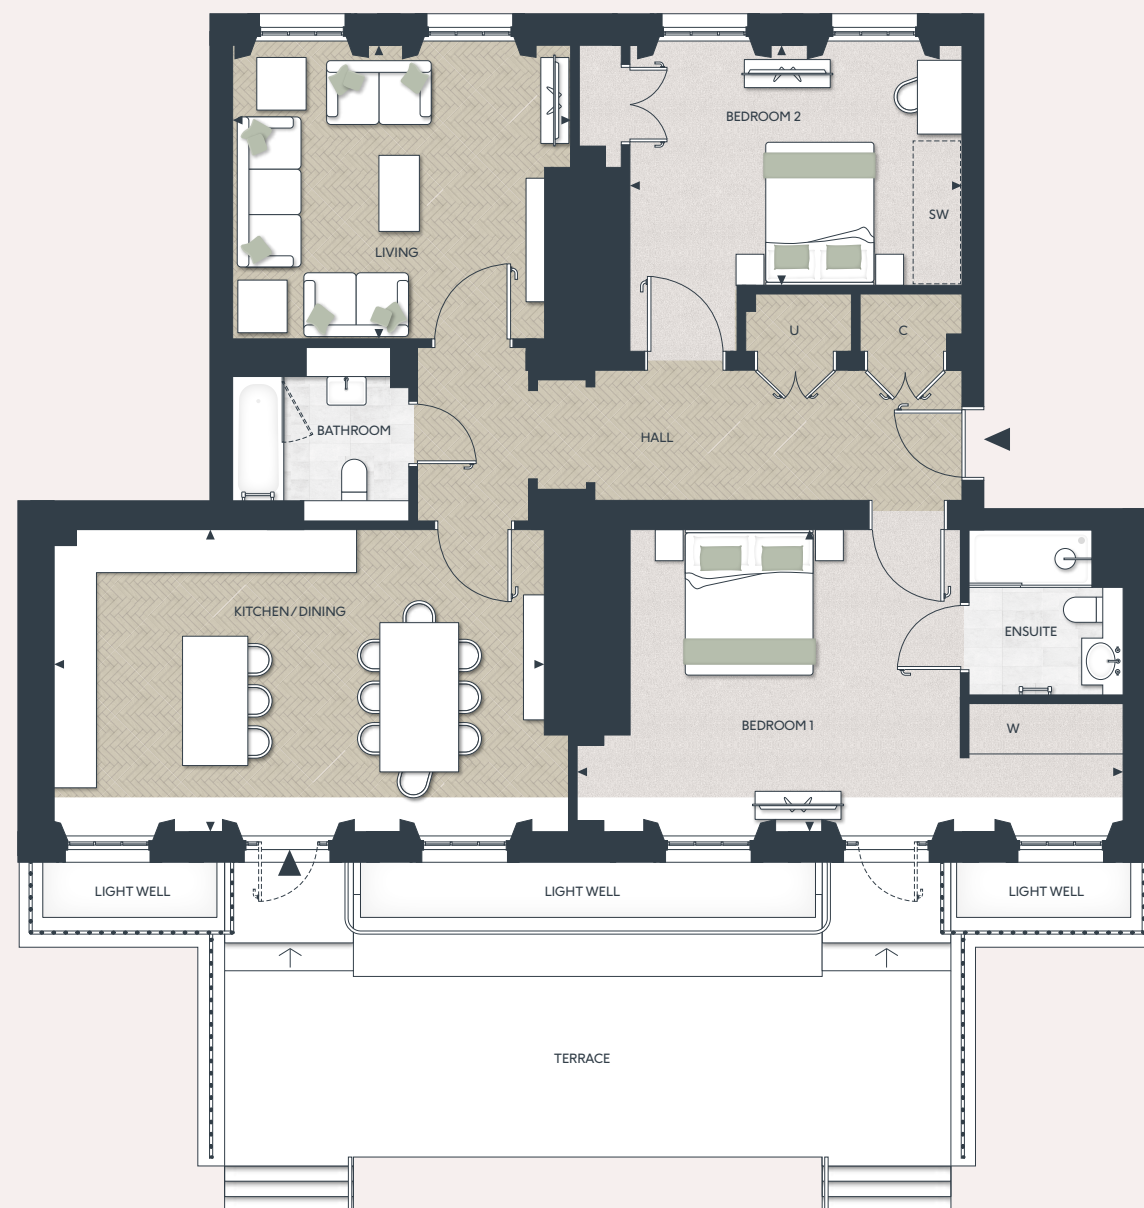 BEDROOM 2
SW
LIVING
U
C
BATHROOM
HALL
KITCHEN / DINING
ENSUITE
BEDROOM 1
W
LIGHT WELL
LIGHT WELL
LIGHT WELL
TERRACE